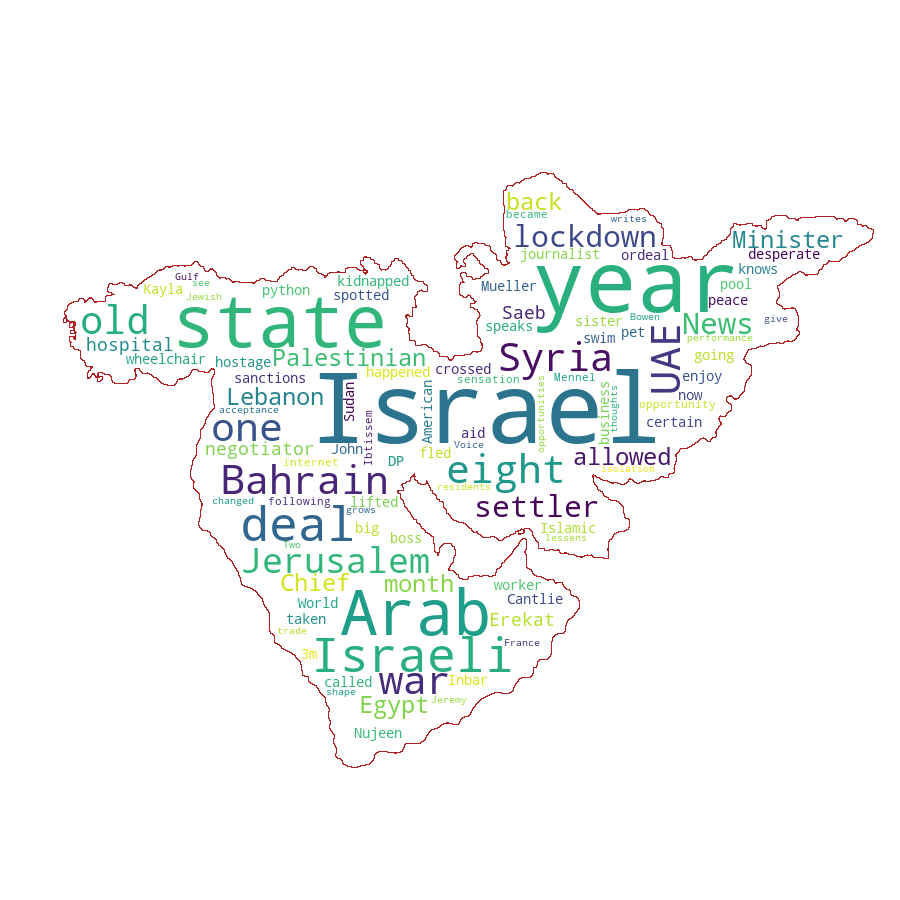 back
became
writes
lockdown
Minister
journalist
ordeal
desperate
Gulf
see
kidnapped
Kayla
Jewish
python
spotted
Mueller
year
knows
pool
peace
old
state
Saeb
speaks
sister
Bowen
give
News
performance
hospital
wheelchair
hostage
Palestinian
swim
pet
UAE
going
Syria
happened
crossed
sanctions
sensation
Mennel
enjoy
now
opportunity
Lebanon
Sudan
American
Israel
opportunities
business
thoughts
certain
acceptance
one
Ibtissem
aid
Voice
negotiator
John
DP
fled
allowed
internet
eight
isolation
Bahrain
residents
changed
following
lifted
grows
settler
deal
big
boss
Islamic
lessens
Two
Jerusalem
Chief
month
worker
World
Cantlie
taken
Arab
Erekat
trade
France
3m
Israeli
called
war
Inbar
shape
Egypt
Jeremy
Nujeen